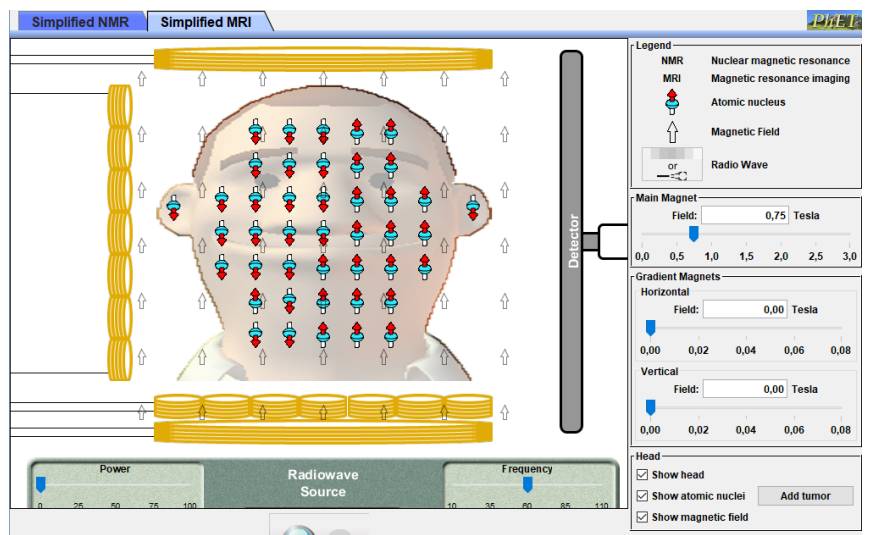 Simplified NMR
Simplified MRI
PhET
Legend
NMR Nuclear magnetic resonance
MRI Magnetic resonance imaging
Atomic nucleus
Magnetic Field
or
Radio Wave
Main Magnet
Field: 0,75 Tesla
0,0 0,5 1,0 1,5 2,0 2,5 3,0
Detector
Gradient Magnets
Horizontal
Field: 0,00 Tesla
0,00 0,02 0,04 0,06 0,08
Vertical
Field: 0,00 Tesla
0,00 0,02 0,04 0,06 0,08
Head
Show head
Show atomic nuclei
Add tumor
Show magnetic field
Power
0 25 50 75 100
Radiowave
Source
Frequency
10 35 60 85 110